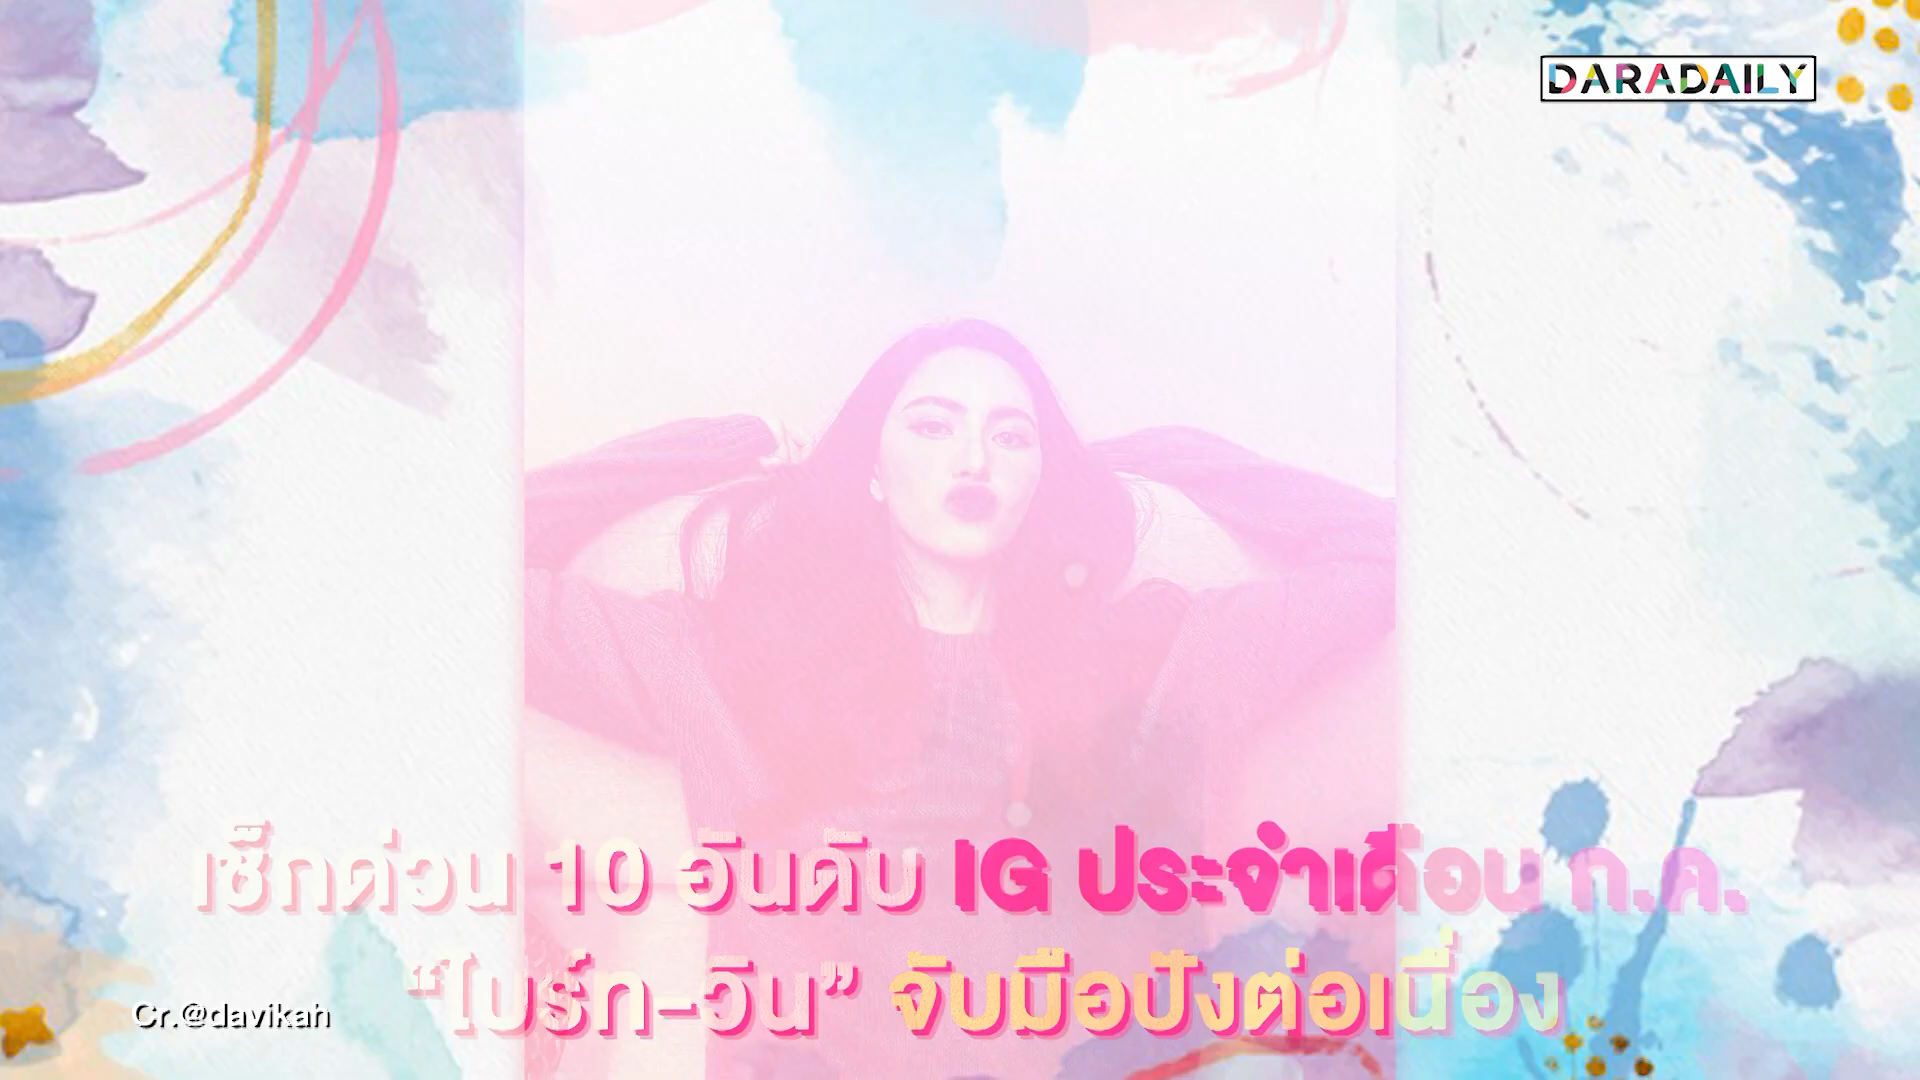 DARADAILY
เช็กด่วน 10 อันดับ IG ประจำเดือน ก.ค.
“ไบร์ท-วิน” จับมือปังต่อเนื่อง
Cr.@davikah